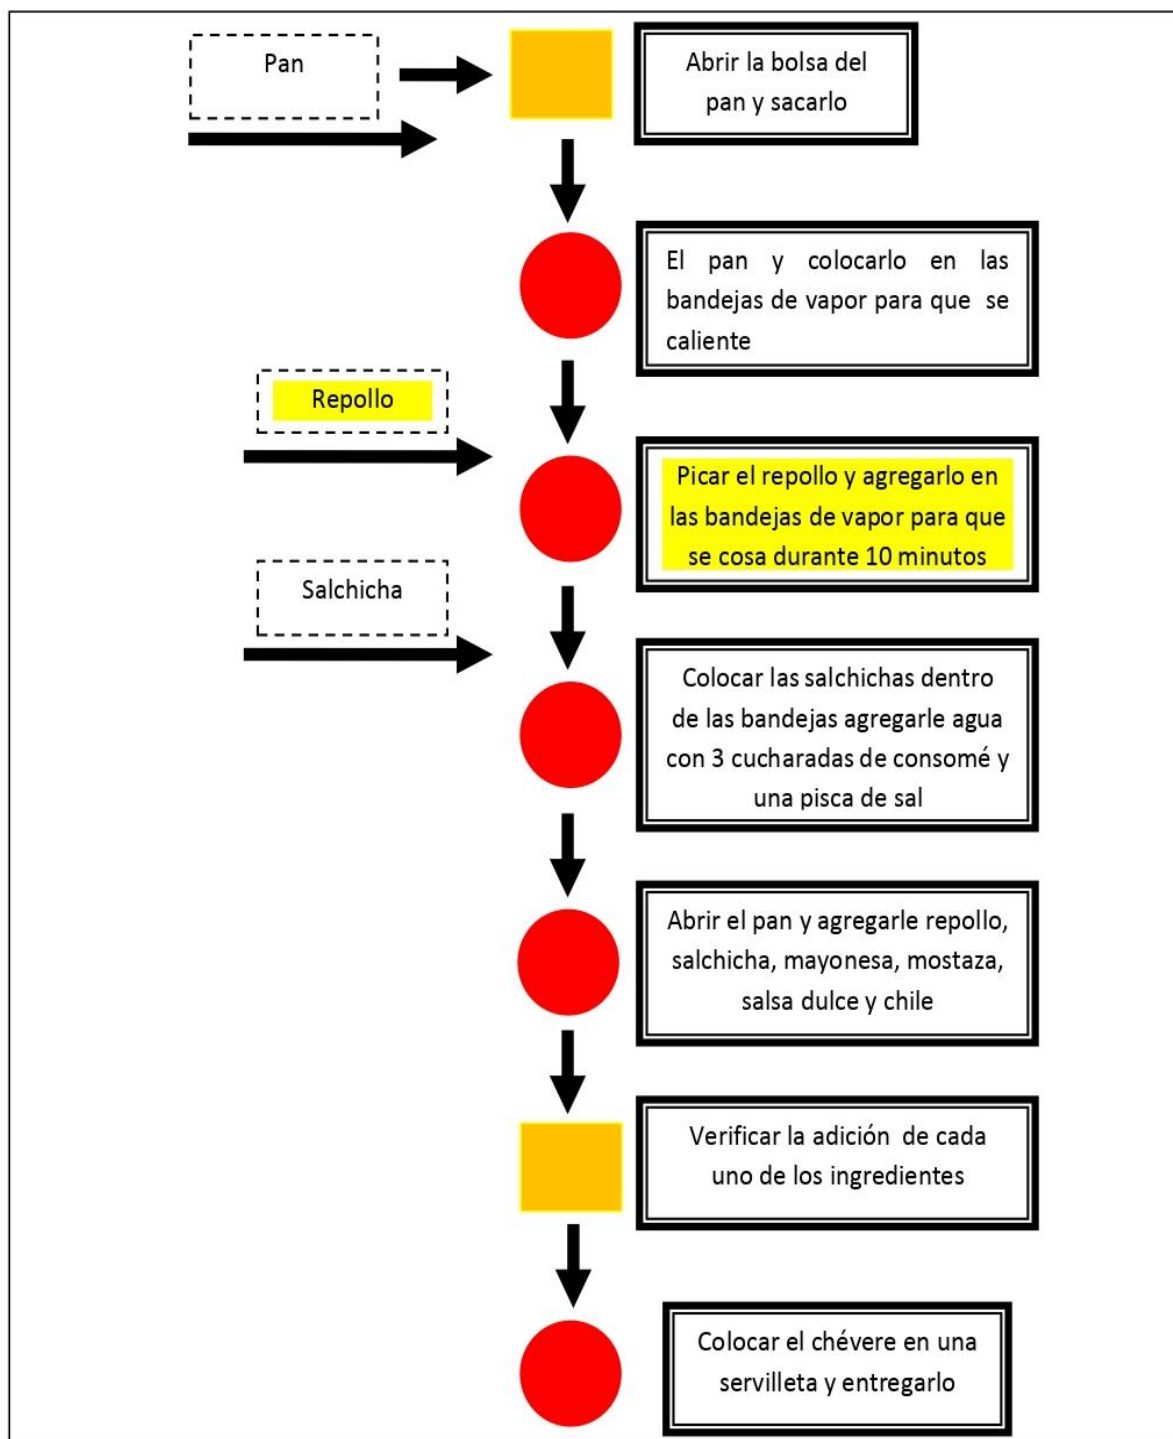 Pan
Abrir la bolsa del
pan y sacarlo
El pan y colocarlo en las
bandejas de vapor para que se
caliente
Repollo
Picar el repollo y agregarlo en
las bandejas de vapor para que
se cosa durante 10 minutos
Salchicha
Colocar las salchichas dentro
de las bandejas agregarle agua
con 3 cucharadas de consomé y
una pisca de sal
Abrir el pan y agregarle repollo,
salchicha, mayonesa, mostaza,
salsa dulce y chile
Verificar la adición de cada
uno de los ingredientes
Colocar el chévere en una
servilleta y entregarlo